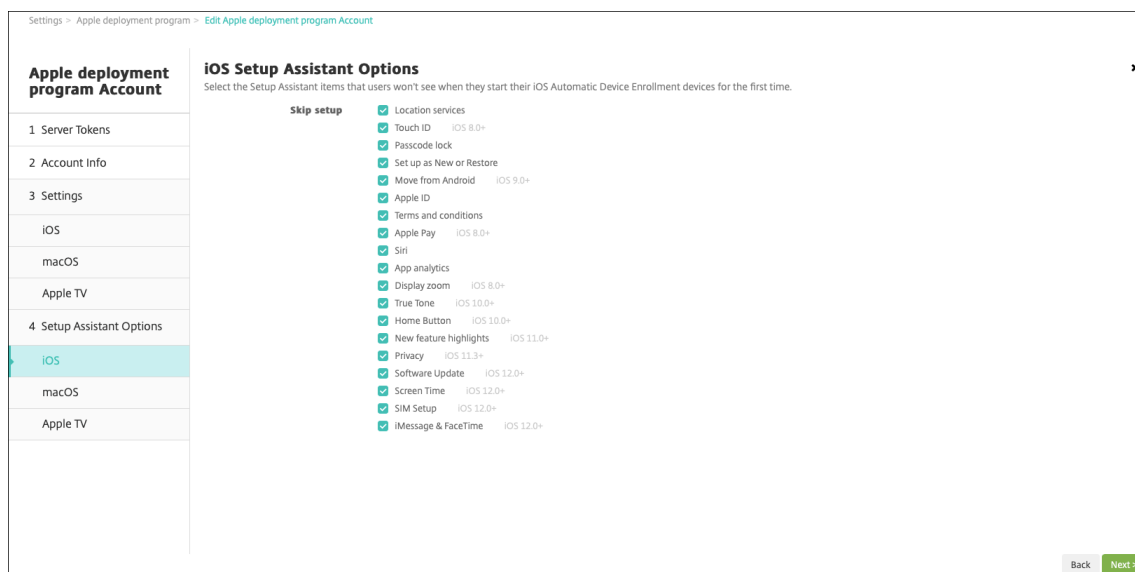 Settings > Apple deployment program > Edit Apple deployment program Account
Apple deployment
program Account
1 Server Tokens
2 Account Info
3 Settings
iOS
macOS
Apple TV
4 Setup Assistant Options
iOS
macOS
Apple TV
iOS Setup Assistant Options
Select the Setup Assistant items that users won't see when they start their iOS Automatic Device Enrollment devices for the first time.
Skip setup
Location services
Touch ID iOS 8.0+
Passcode lock
Set up as New or Restore
Move from Android iOS 9.0+
Apple ID
Terms and conditions
Apple Pay iOS 8.0+
Siri
App analytics
Display zoom iOS 8.0+
True Tone iOS 10.0+
Home Button iOS 10.0+
New feature highlights iOS 11.0+
Privacy iOS 11.3+
Software Update iOS 12.0+
Screen Time iOS 12.0+
SIM Setup iOS 12.0+
iMessage & FaceTime iOS 12.0+
Back Next >